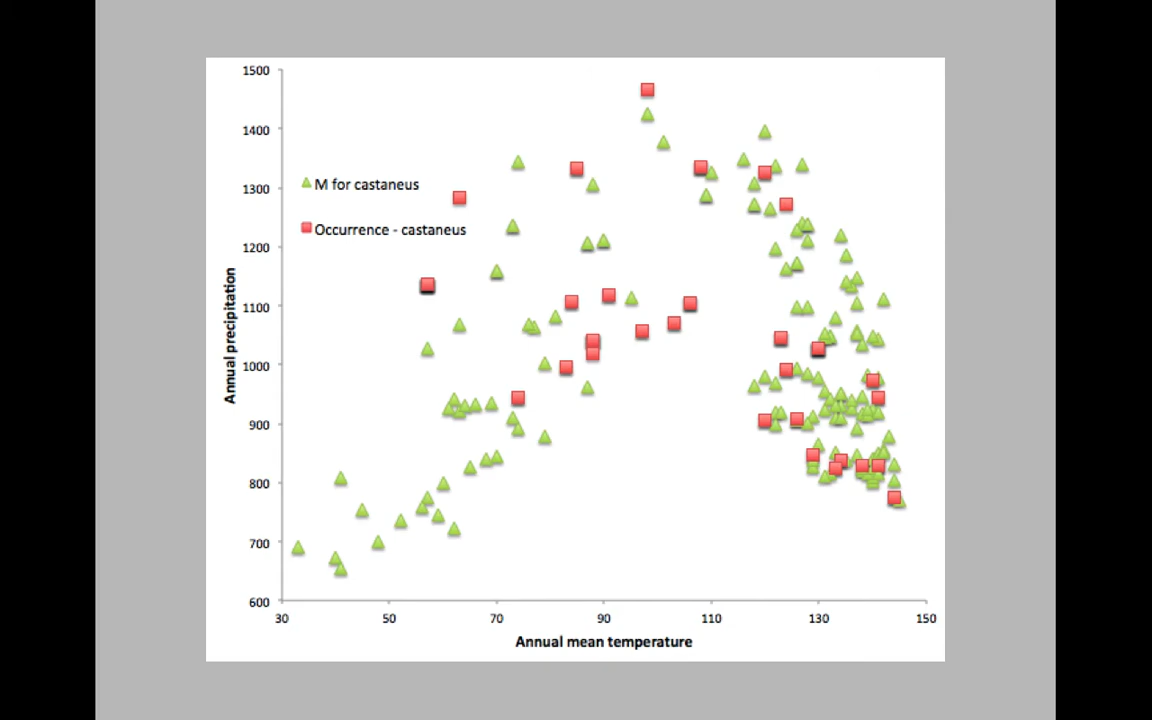 1500
1400
1300
M for castaneus
Occurrence - castaneus
1200
1100
1000
900
800
700
600
Annual precipitation
30 50 70 90 110 130 150
Annual mean temperature